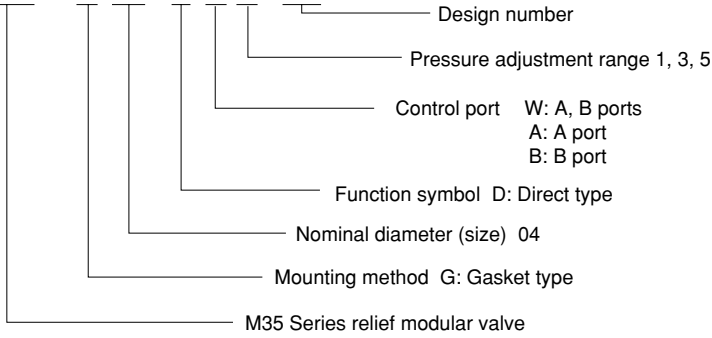 Design number
Pressure adjustment range 1, 3, 5
Control port W: A, B ports
A: A port
B: B port
Function symbol D: Direct type
Nominal diameter (size) 04
Mounting method G: Gasket type
M35 Series relief modular valve